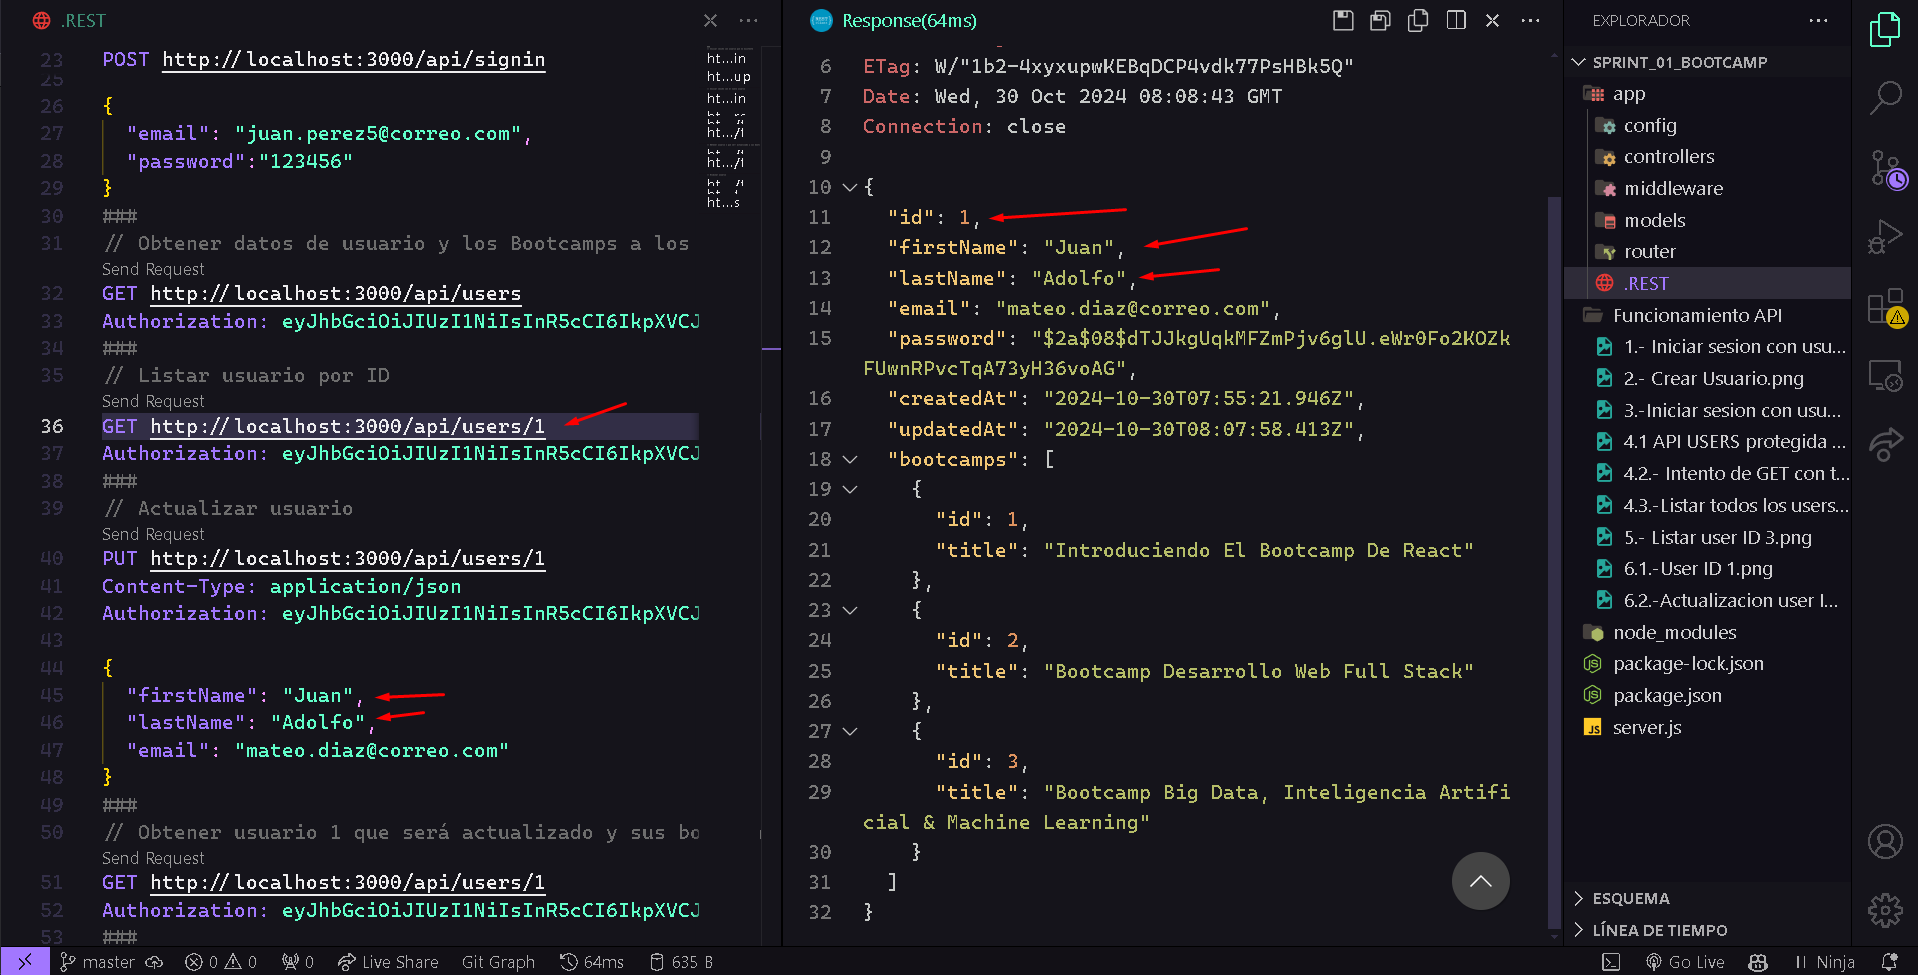 .REST
23 POST http://localhost:3000/api/signin
25
26 {
27 "email": "juan.perez5@correo.com",
28 "password":"123456"
29 }
30 ###
31 // Obtener datos de usuario y los Bootcamps a los
Send Request
32 GET http://localhost:3000/api/users
33 Authorization: eyJhbGciOiJIUzI1NiIsInR5cCI6IkpXVCJ
34 ###
35 // Listar usuario por ID
Send Request
36 GET http://localhost:3000/api/users/1
37 Authorization: eyJhbGciOiJIUzI1NiIsInR5cCI6IkpXVCJ
38 ###
39 // Actualizar usuario
Send Request
40 PUT http://localhost:3000/api/users/1
41 Content-Type: application/json
42 Authorization: eyJhbGciOiJIUzI1NiIsInR5cCI6IkpXVCJ
43
44 {
45 "firstName": "Juan",
46 "lastName": "Adolfo",
47 "email": "mateo.diaz@correo.com"
48 }
49 ###
50 // Obtener usuario 1 que será actualizado y sus bo
Send Request
51 GET http://localhost:3000/api/users/1
52 Authorization: eyJhbGciOiJIUzI1NiIsInR5cCI6IkpXVCJ
53 ###
ht...in
ht...up
ht...in
ht.../t
ht.../t
ht...s
Response(64ms)
6 ETag: W/"1b2-4xyxupwKEBqDCP4vdk77PsHBk5Q"
7 Date: Wed, 30 Oct 2024 08:08:43 GMT
8 Connection: close
9
10 {
11 "id": 1,
12 "firstName": "Juan",
13 "lastName": "Adolfo",
14 "email": "mateo.diaz@correo.com",
15 "password": "$2a$08$dTJJkgUqkMFZmPjv6glU.eWr0Fo2KOZk
FUwnRPvcTqA73yH36voAG",
16 "createdAt": "2024-10-30T07:55:21.946Z",
17 "updatedAt": "2024-10-30T08:07:58.413Z",
18 "bootcamps": [
19 {
20 "id": 1,
21 "title": "Introduciendo El Bootcamp De React"
22 },
23 {
24 "id": 2,
25 "title": "Bootcamp Desarrollo Web Full Stack"
26 },
27 {
28 "id": 3,
29 "title": "Bootcamp Big Data, Inteligencia Artifi
cial & Machine Learning"
30 }
31 ]
32 }
EXPLORADOR
SPRINT_01_BOOTCAMP
app
config
controllers
middleware
models
router
.REST
Funcionamiento API
1.- Iniciar sesion con usu...
2.- Crear Usuario.png
3.-Iniciar sesion con usu...
4.1 API USERS protegida ...
4.2.- Intento de GET con t...
4.3.-Listar todos los users...
5.- Listar user ID 3.png
6.1.-User ID 1.png
6.2.-Actualizacion user I...
node_modules
package-lock.json
package.json
JS server.js
ESQUEMA
LÍNEA DE TIEMPO
master 0 0 0 Live Share Git Graph 64ms 635 B Go Live Ninja